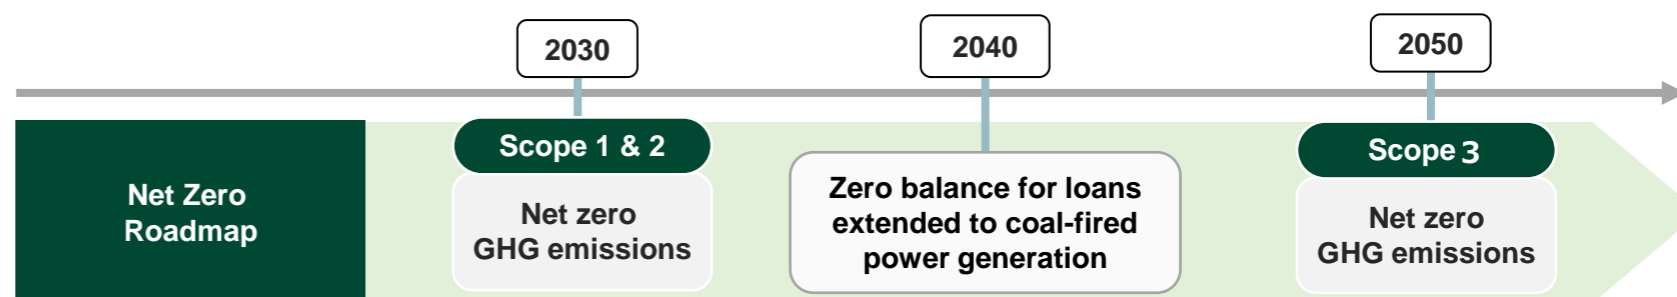 2030
2040
2050
Net Zero
Roadmap
Scope 1 & 2
Net zero
GHG emissions
Zero balance for loans
extended to coal-fired
power generation
Scope 3
Net zero
GHG emissions